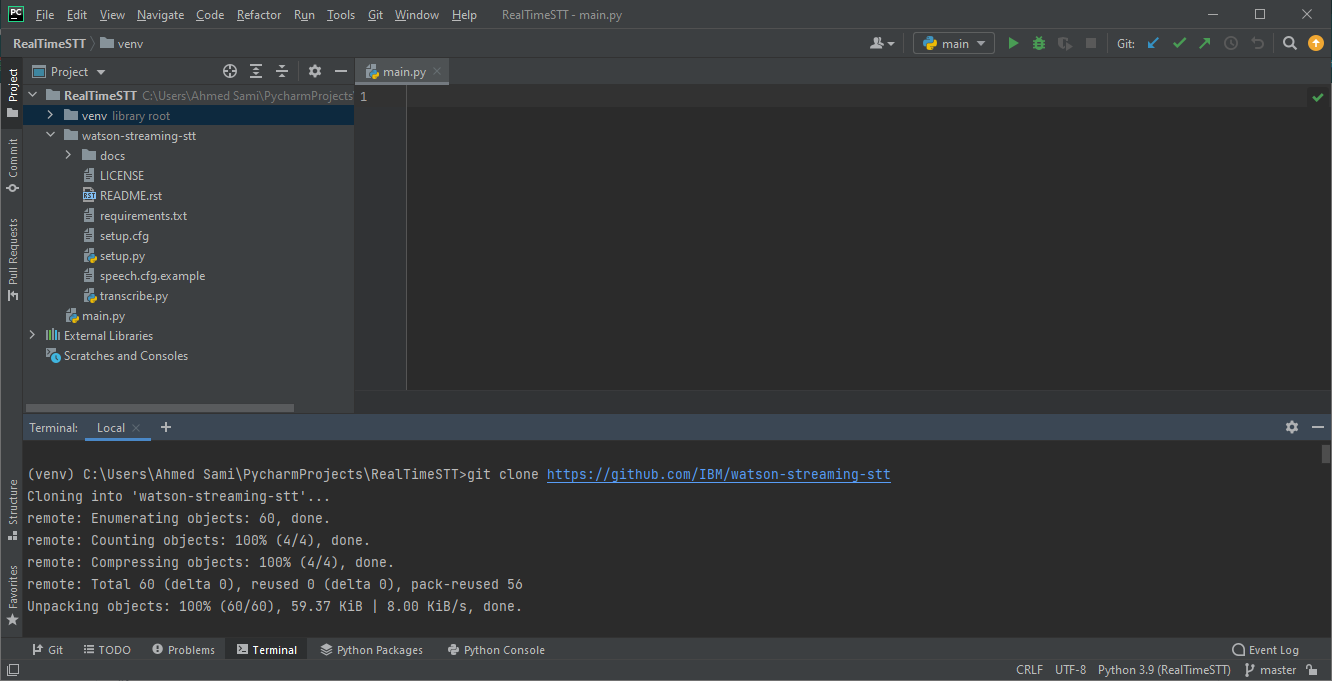 PC File Edit View Navigate Code Refactor Run Tools Git Window Help RealTimeSTT - main.py
RealTimeSTT venv main Git:
Project
main.py
RealTimeSTT C:\Users\Ahmed Sami\PycharmProjects
1
venv library root
watson-streaming-stt
docs
LICENSE
README.rst
requirements.txt
setup.cfg
setup.py
speech.cfg.example
transcribe.py
main.py
External Libraries
Scratches and Consoles
Project
Commit
Pull Requests
Structure
Favorites
Terminal: Local
(venv) C:\Users\Ahmed Sami\PycharmProjects\RealTimeSTT>git clone https://github.com/IBM/watson-streaming-stt
Cloning into 'watson-streaming-stt'...
remote: Enumerating objects: 60, done.
remote: Counting objects: 100% (4/4), done.
remote: Compressing objects: 100% (4/4), done.
remote: Total 60 (delta 0), reused 0 (delta 0), pack-reused 56
Unpacking objects: 100% (60/60), 59.37 KiB | 8.00 KiB/s, done.
Git TODO Problems Terminal Python Packages Python Console Event Log
CRLF UTF-8 Python 3.9 (RealTimeSTT) master